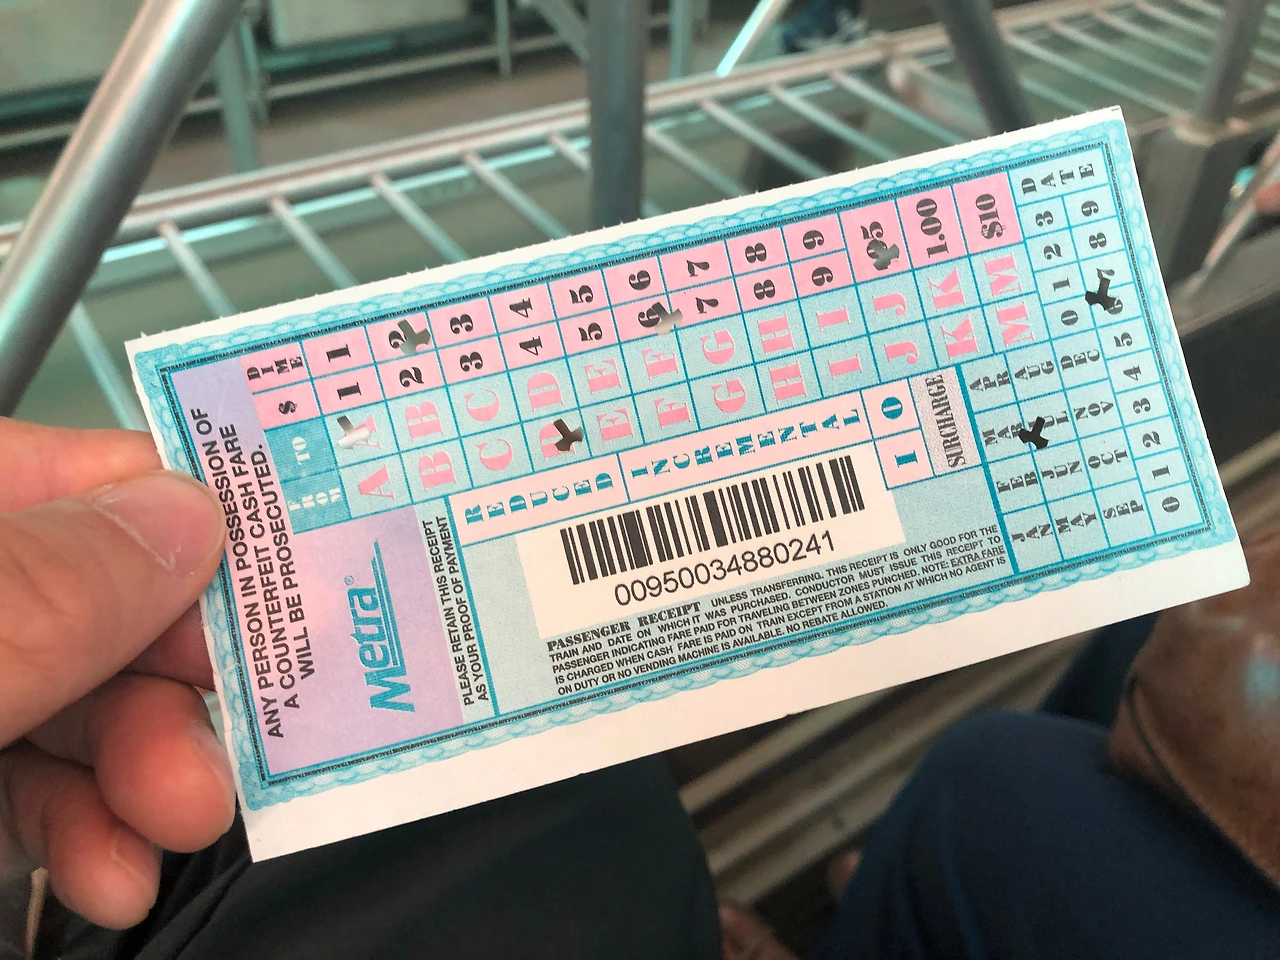 ANY PERSON IN POSSESSION OF
A COUNTERFEIT CASH FARE
WILL BE PROSECUTED.
metra®
PLEASE RETAIN THIS RECEIPT
AS YOUR PROOF OF PAYMENT
DIME 1 2 3 4 5 6 7 8 9 .05 1.00 $10
$ 1 2 3 4 5 6 7 8 9
TO A B C D E F G H I J K M
FROM A B C D E F G H I J K M
REDUCED INCREMENTAL
1 0
SURCHARGE
00950034880241
PASSENGER RECEIPT UNLESS TRANSFERRING, THIS RECEIPT IS ONLY GOOD FOR THE
TRAIN AND DATE ON WHICH IT WAS PURCHASED. CONDUCTOR MUST ISSUE THIS RECEIPT TO
PASSENGER INDICATING FARE PAID FOR TRAVELING BETWEEN ZONES PUNCHED. NOTE: EXTRA FARE
IS CHARGED WHEN CASH FARE IS PAID ON TRAIN EXCEPT FROM A STATION AT WHICH NO AGENT IS
ON DUTY OR NO VENDING MACHINE IS AVAILABLE. NO REBATE ALLOWED.
JAN FEB MAR APR
MAY JUN JUL AUG
SEP OCT NOV DEC
0 1 2 3
DATE
0 1 2 3 4 5 6 7 8 9